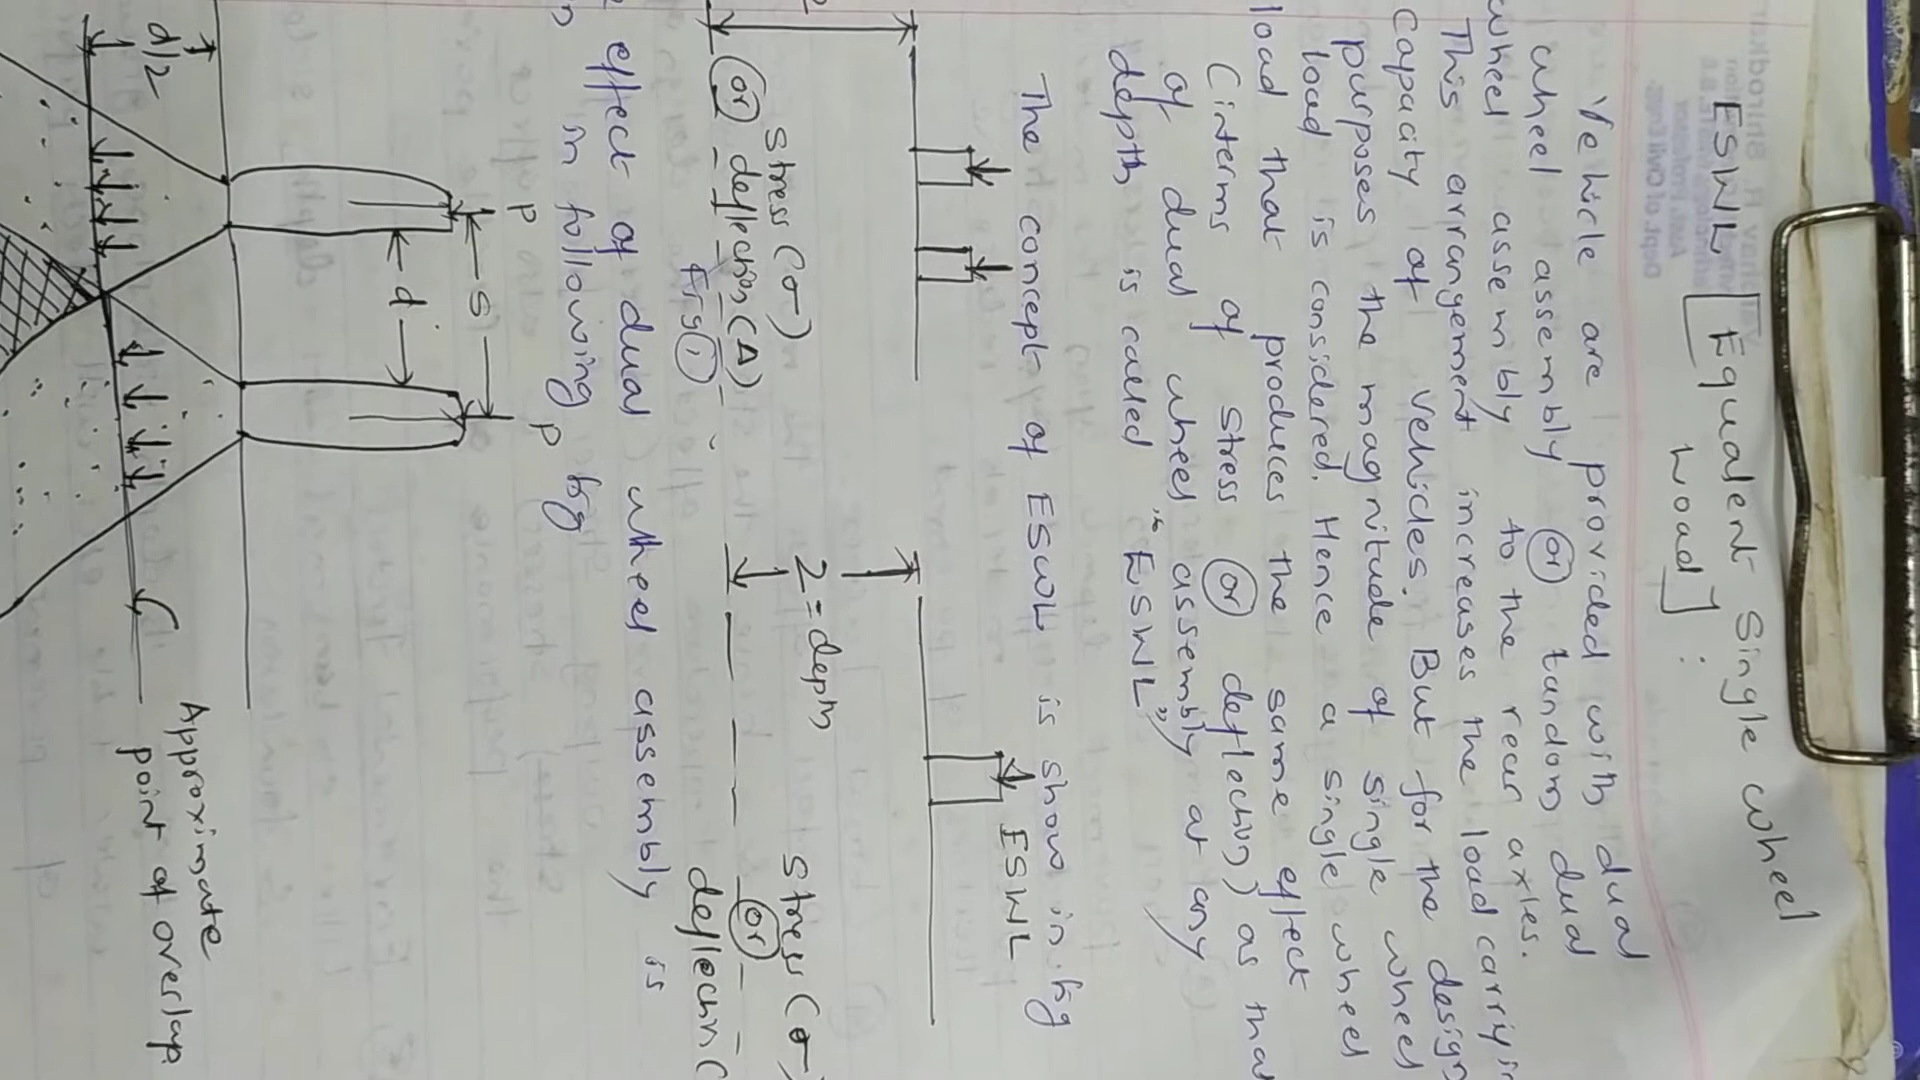 ESWL [Equalent Single wheel
Load] :
Vehicle are provided with dual
wheel assembly (or) tandom dual
wheel assembly to the rear axles.
This arrangement increases the load carryin
Capacity of vehicles. But for the design
purposes the magnitude of single wheel
load is considered. Hence a single wheel
load that produces the same effect
(interms of stress (or) deflection) as that
of dual wheel assembly at any
depth is called "ESWL"
The concept of ESWL is show in fig
ESWL
Z = depth
Stress (σ)
(or) deflection (Δ)
Stress (σ)
(or)
deflection (
Fig ①
effect of dual wheel assembly is
in following fig
P
P
S
d
d/2
Approximate
point of overlap.